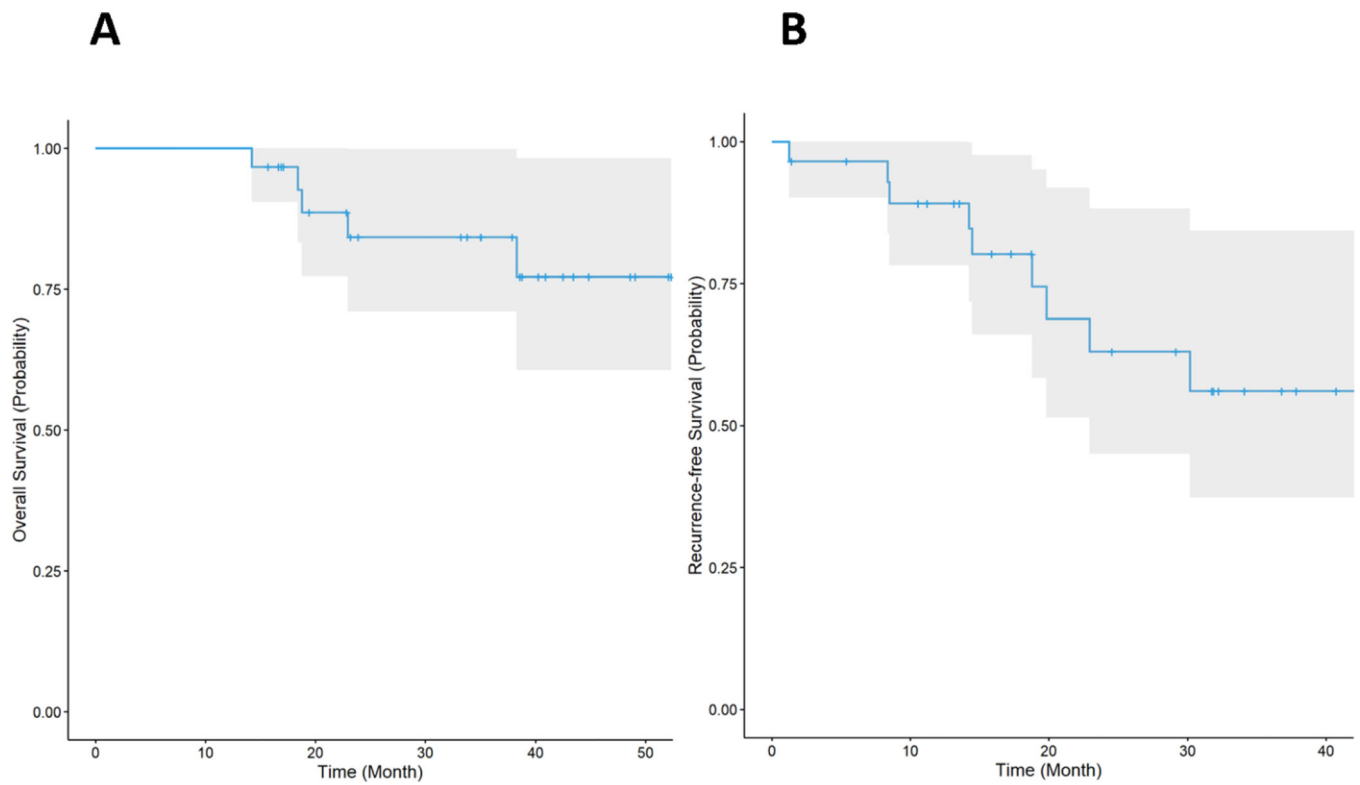 A
B
Overall Survival (Probability)
1.00
0.75
0.50
0.25
0.00
0 10 20 30 40 50
Time (Month)
Recurrence-free Survival (Probability)
1.00
0.75
0.50
0.25
0.00
0 10 20 30 40
Time (Month)